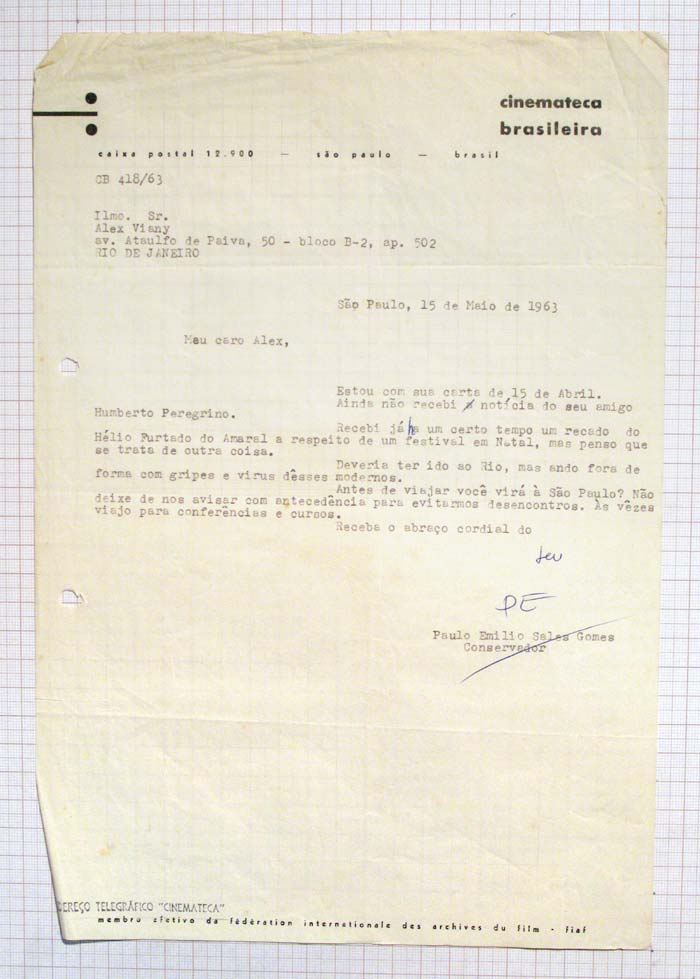 cinemateca
brasileira
caixa postal 12.900 — são paulo — brasil
CB 418/63
Ilmo. Sr.
Alex Viany
av. Ataulfo de Paiva, 50 - bloco B-2, ap. 502
RIO DE JANEIRO
São Paulo, 15 de Maio de 1963
Meu caro Alex,
Estou com sua carta de 15 de Abril.
Ainda não recebi notícia do seu amigo
Humberto Peregrino.
Recebi já há um certo tempo um recado do
Hélio Furtado do Amaral a respeito de um festival em Natal, mas penso que
se trata de outra coisa.
Deveria ter ido ao Rio, mas ando fora de
forma com gripes e virus dêsses modernos.
Antes de viajar você virá à São Paulo? Não
deixe de nos avisar com antecedência para evitarmos desencontros. Às vêzes
viajo para conferências e cursos.
Receba o abraço cordial do
seu
PE
Paulo Emilio Sales Gomes
Conservador
DEREÇO TELEGRÁFICO "CINEMATECA"
membro efetivo da fédération internationale des archives du film - fiaf